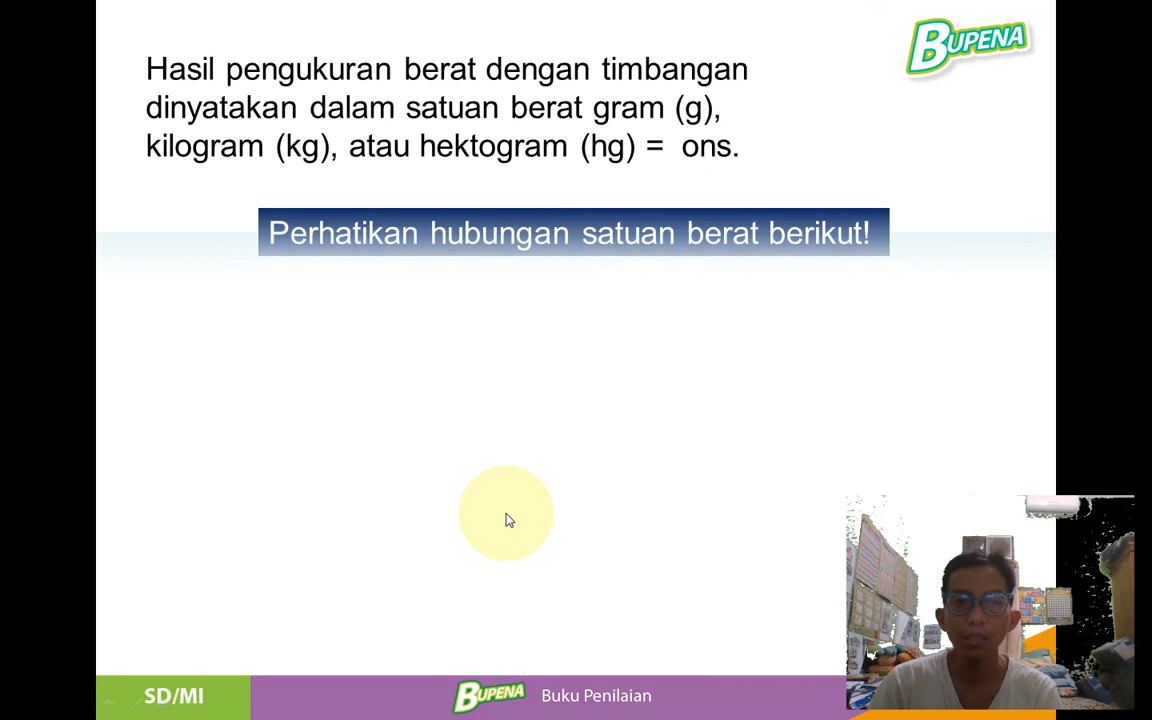 BUPENA
Hasil pengukuran berat dengan timbangan
dinyatakan dalam satuan berat gram (g),
kilogram (kg), atau hektogram (hg) = ons.
Perhatikan hubungan satuan berat berikut!
SD/MI
BUPENA
Buku Penilaian